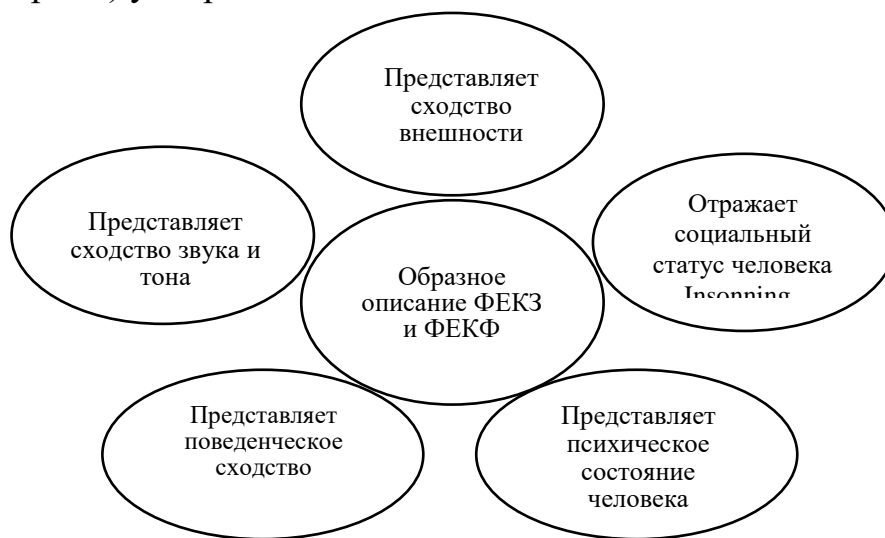 Представляет
сходство
внешности
Представляет
сходство звука и
тона
Отражает
социальный
статус человека
Insonning
Образное
описание ФЕКЗ
и ФЕКФ
Представляет
поведенческое
сходство
Представляет
психическое
состояние
человека